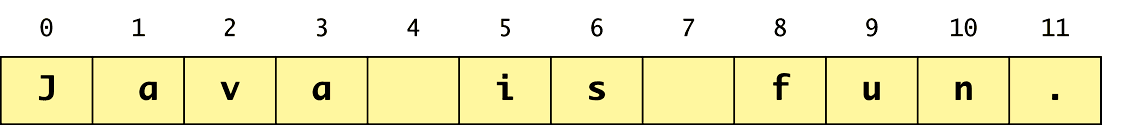 0 1 2 3 4 5 6 7 8 9 10 11
J a v a   i s   f u n .